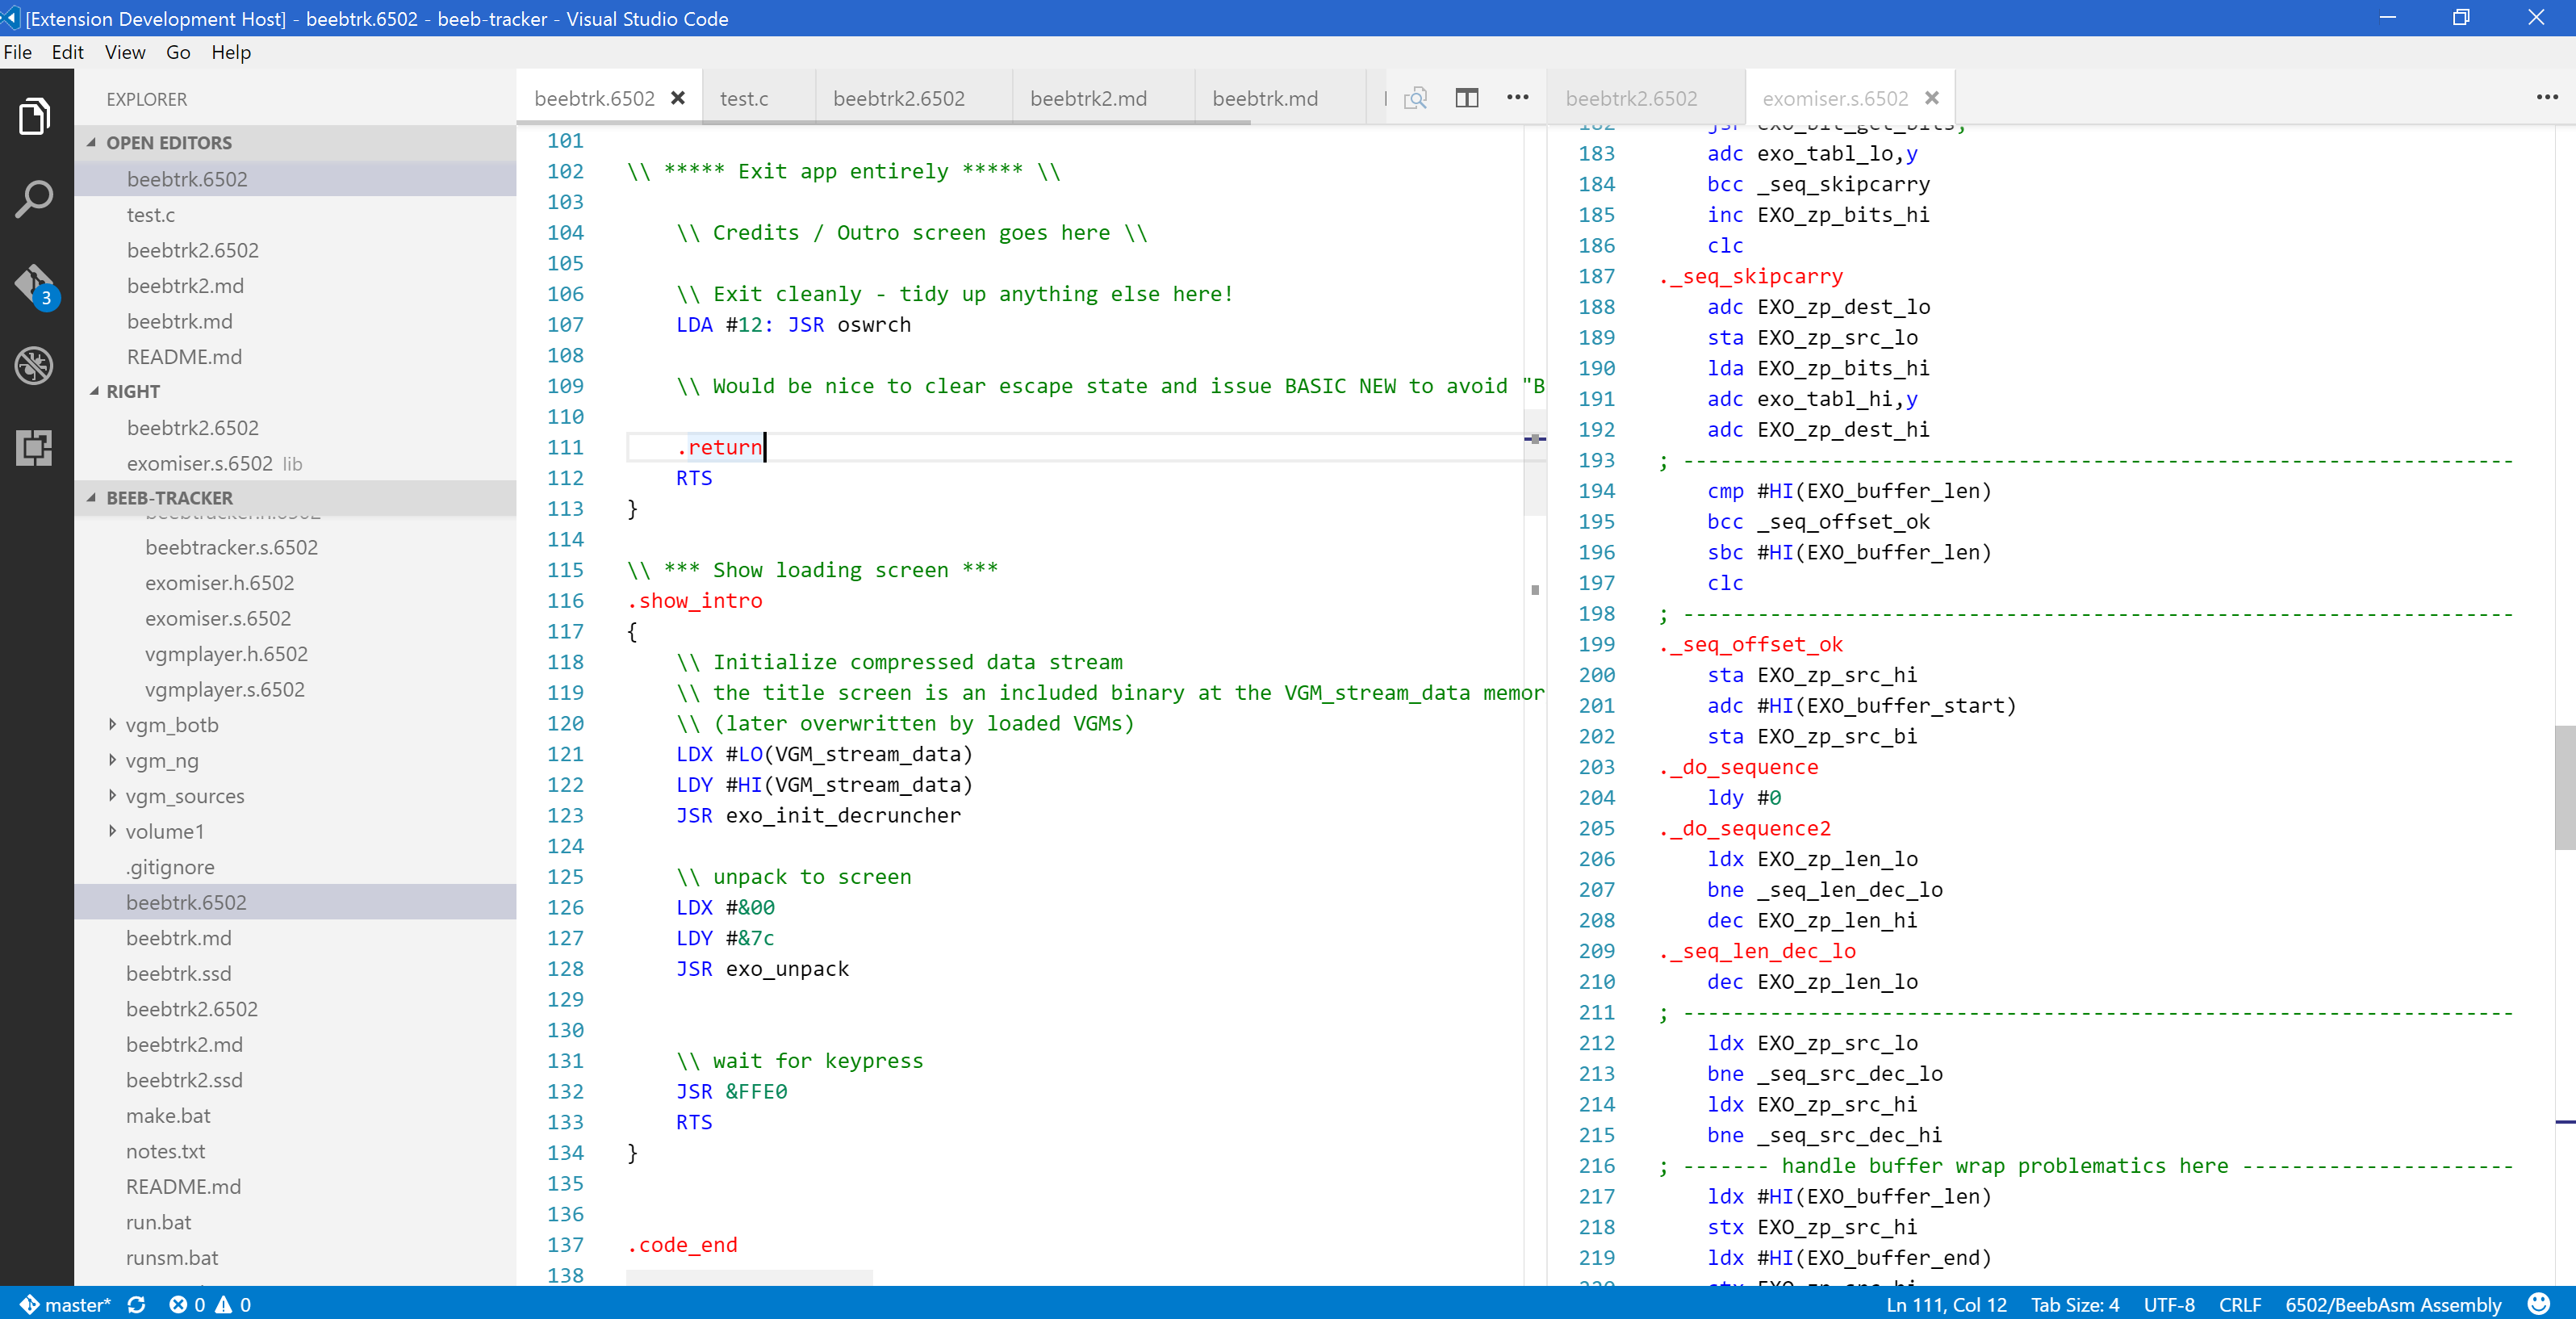 [Extension Development Host] - beebtrk.6502 - beeb-tracker - Visual Studio Code
File Edit View Go Help
EXPLORER
OPEN EDITORS
beebtrk.6502
test.c
beebtrk2.6502
beebtrk2.md
beebtrk.md
README.md
RIGHT
beebtrk2.6502
exomiser.s.6502 lib
BEEB-TRACKER
beebtracker.h.6502
beebtracker.s.6502
exomiser.h.6502
exomiser.s.6502
vgmplayer.h.6502
vgmplayer.s.6502
vgm_botb
vgm_ng
vgm_sources
volume1
.gitignore
beebtrk.6502
beebtrk.md
beebtrk.ssd
beebtrk2.6502
beebtrk2.md
beebtrk2.ssd
make.bat
notes.txt
README.md
run.bat
runsm.bat
3
beebtrk.6502 test.c beebtrk2.6502 beebtrk2.md beebtrk.md
101
102 \\ ***** Exit app entirely ***** \\
103
104 \\ Credits / Outro screen goes here \\
105
106 \\ Exit cleanly - tidy up anything else here!
107 LDA #12: JSR oswrch
108
109 \\ Would be nice to clear escape state and issue BASIC NEW to avoid "B
110
111 .return
112 RTS
113 }
114
115 \\ *** Show loading screen ***
116 .show_intro
117 {
118 \\ Initialize compressed data stream
119 \\ the title screen is an included binary at the VGM_stream_data memor
120 \\ (later overwritten by loaded VGMs)
121 LDX #LO(VGM_stream_data)
122 LDY #HI(VGM_stream_data)
123 JSR exo_init_decruncher
124
125 \\ unpack to screen
126 LDX #&00
127 LDY #&7c
128 JSR exo_unpack
129
130
131 \\ wait for keypress
132 JSR &FFE0
133 RTS
134 }
135
136
137 .code_end
138
beebtrk2.6502 exomiser.s.6502
182 jsr exo_bit_get_bits;
183 adc exo_tabl_lo,y
184 bcc _seq_skipcarry
185 inc EXO_zp_bits_hi
186 clc
187 ._seq_skipcarry
188 adc EXO_zp_dest_lo
189 sta EXO_zp_src_lo
190 lda EXO_zp_bits_hi
191 adc exo_tabl_hi,y
192 adc EXO_zp_dest_hi
193 ; -------------------------------------------------------------------
194 cmp #HI(EXO_buffer_len)
195 bcc _seq_offset_ok
196 sbc #HI(EXO_buffer_len)
197 clc
198 ; -------------------------------------------------------------------
199 ._seq_offset_ok
200 sta EXO_zp_src_hi
201 adc #HI(EXO_buffer_start)
202 sta EXO_zp_src_bi
203 ._do_sequence
204 ldy #0
205 ._do_sequence2
206 ldx EXO_zp_len_lo
207 bne _seq_len_dec_lo
208 dec EXO_zp_len_hi
209 ._seq_len_dec_lo
210 dec EXO_zp_len_lo
211 ; -------------------------------------------------------------------
212 ldx EXO_zp_src_lo
213 bne _seq_src_dec_lo
214 ldx EXO_zp_src_hi
215 bne _seq_src_dec_hi
216 ; ------- handle buffer wrap problematics here ----------------------
217 ldx #HI(EXO_buffer_len)
218 stx EXO_zp_src_hi
219 ldx #HI(EXO_buffer_end)
220 stx EXO_zp_src_bi
master* 0 0 Ln 111, Col 12 Tab Size: 4 UTF-8 CRLF 6502/BeebAsm Assembly